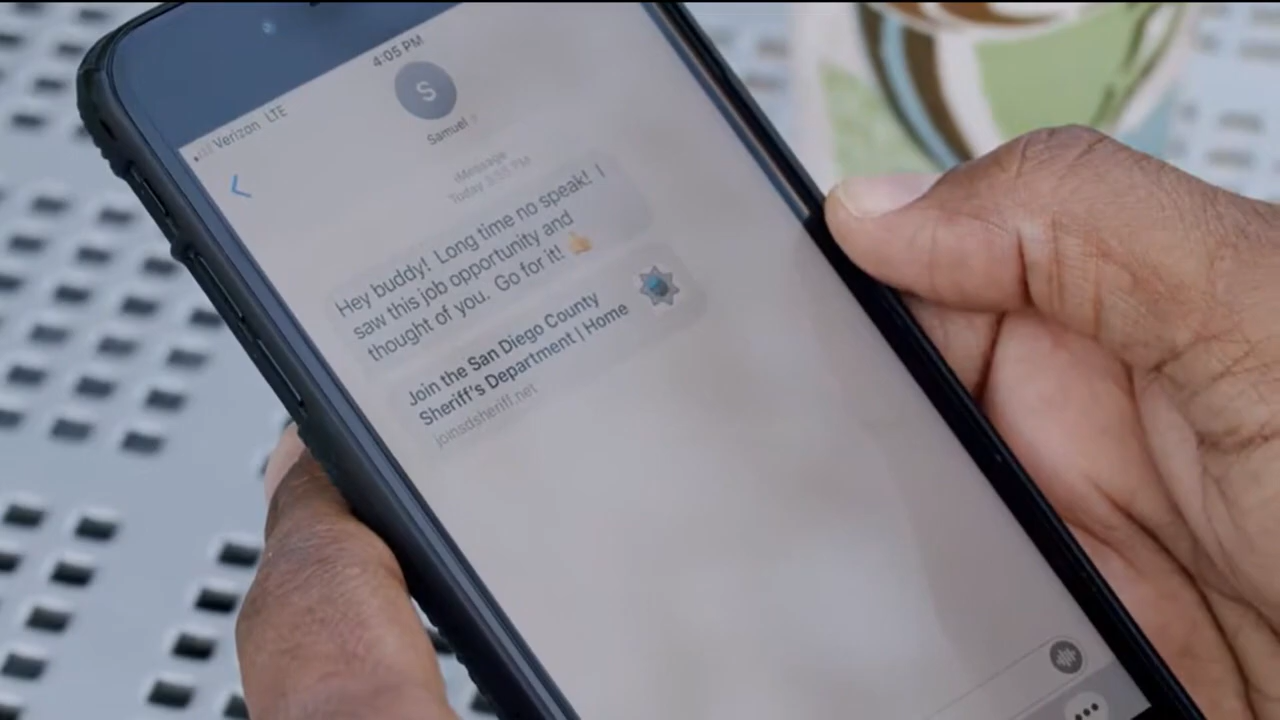 4:05 PM
Verizon LTE
S
Samuel
iMessage
Today
Hey buddy! Long time no speak! I
saw this job opportunity and
thought of you. Go for it! 👍
Join the San Diego County
Sheriff's Department | Home
joinsdsheriff.net